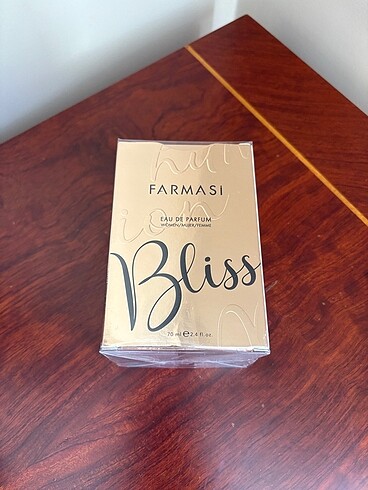 FARMASI
EAU DE PARFUM
WOMEN/MUJER/FEMME
Bliss
70 ml ℮ 2.4 fl. oz.